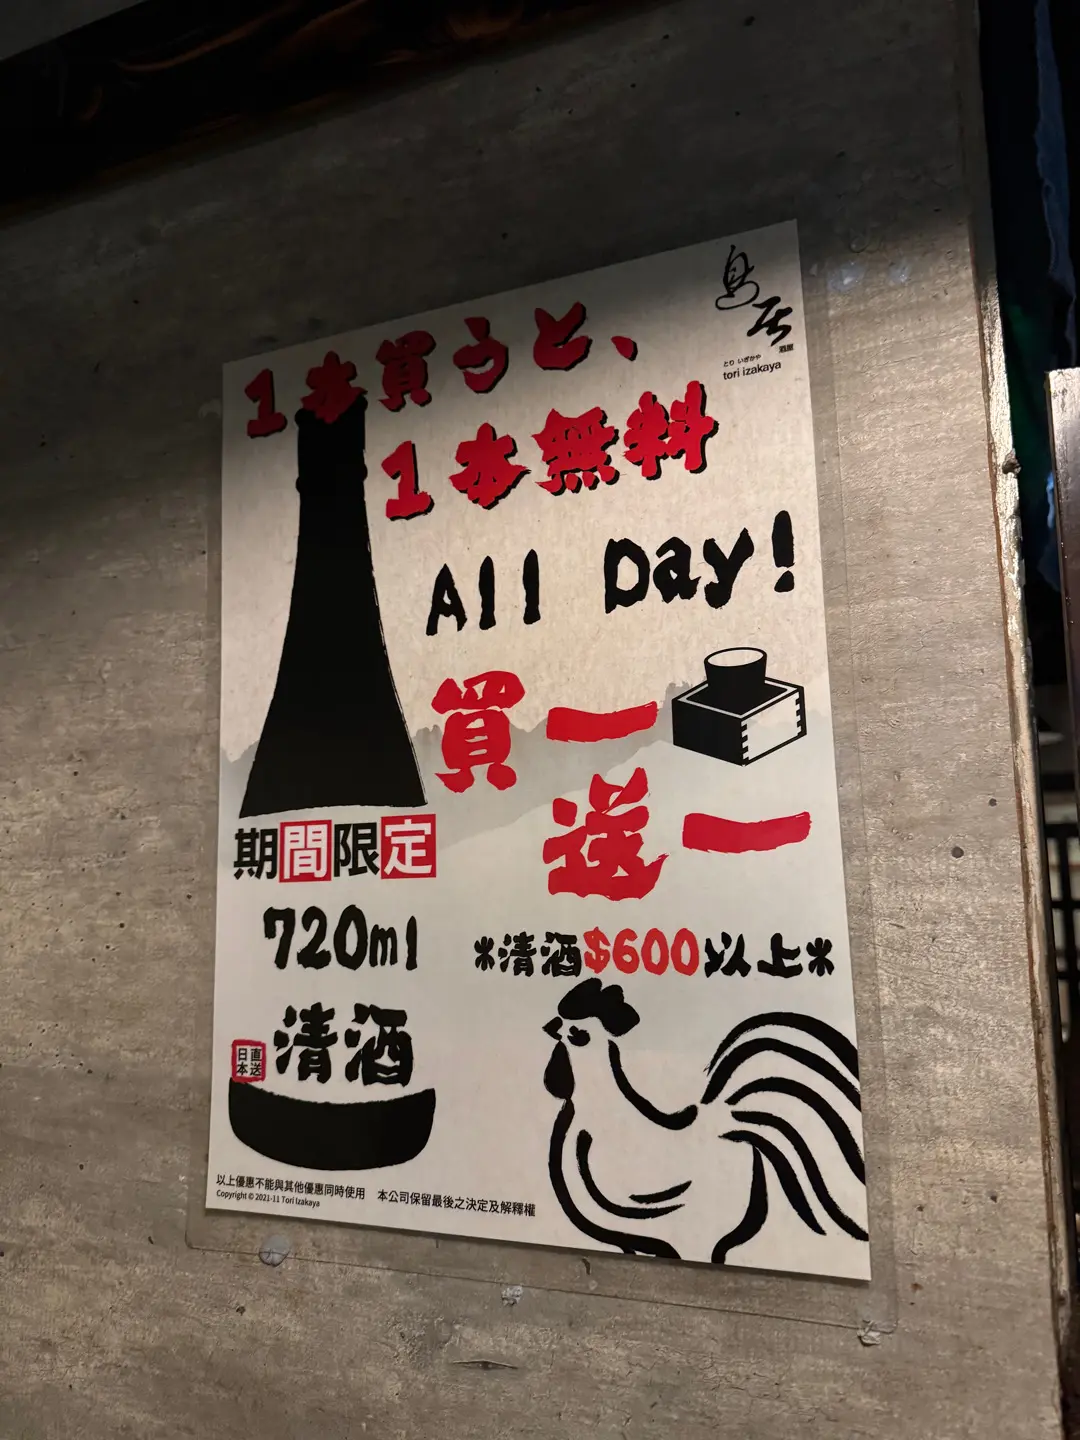 1本買うと、
1本無料
鳥居
酒屋
とり いざかや
tori izakaya
All Day!
買一
送一
期間限定
720ml
清酒
日本直送
*清酒$600以上*
以上優惠不能與其他優惠同時使用 本公司保留最後之決定及解釋權
Copyright © 2021-11 Tori Izakaya